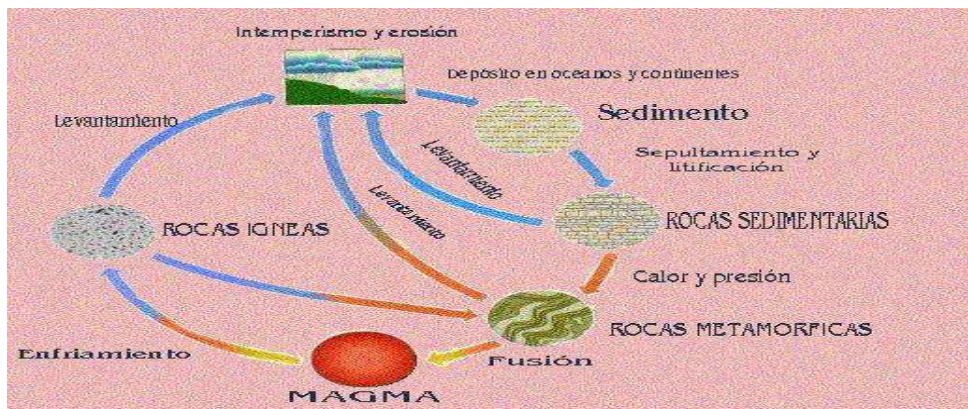 Intemperismo y erosión
Depósito en oceanos y continentes
Sedimento
Levantamiento
Sepultamiento y
litificación
Levantamiento
Levantamiento
ROCAS IGNEAS
ROCAS SEDIMENTARIAS
Calor y presión
ROCAS METAMORFICAS
Enfriamiento
Fusión
MAGMA